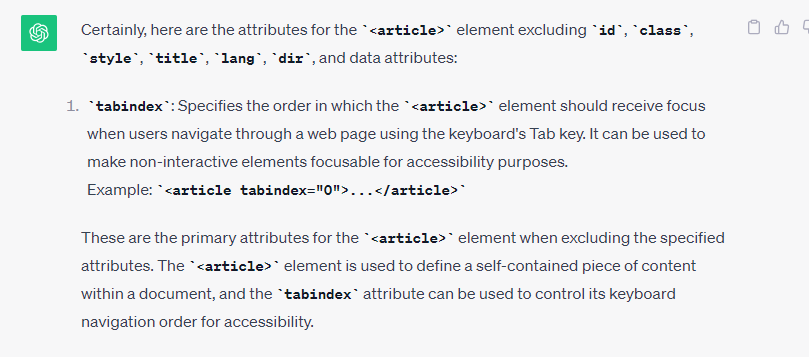 Certainly, here are the attributes for the `<article>` element excluding `id`, `class`,
`style`, `title`, `lang`, `dir`, and data attributes:
1. `tabindex`: Specifies the order in which the `<article>` element should receive focus
when users navigate through a web page using the keyboard's Tab key. It can be used to
make non-interactive elements focusable for accessibility purposes.
Example: `<article tabindex="0">...</article>`
These are the primary attributes for the `<article>` element when excluding the specified
attributes. The `<article>` element is used to define a self-contained piece of content
within a document, and the `tabindex` attribute can be used to control its keyboard
navigation order for accessibility.